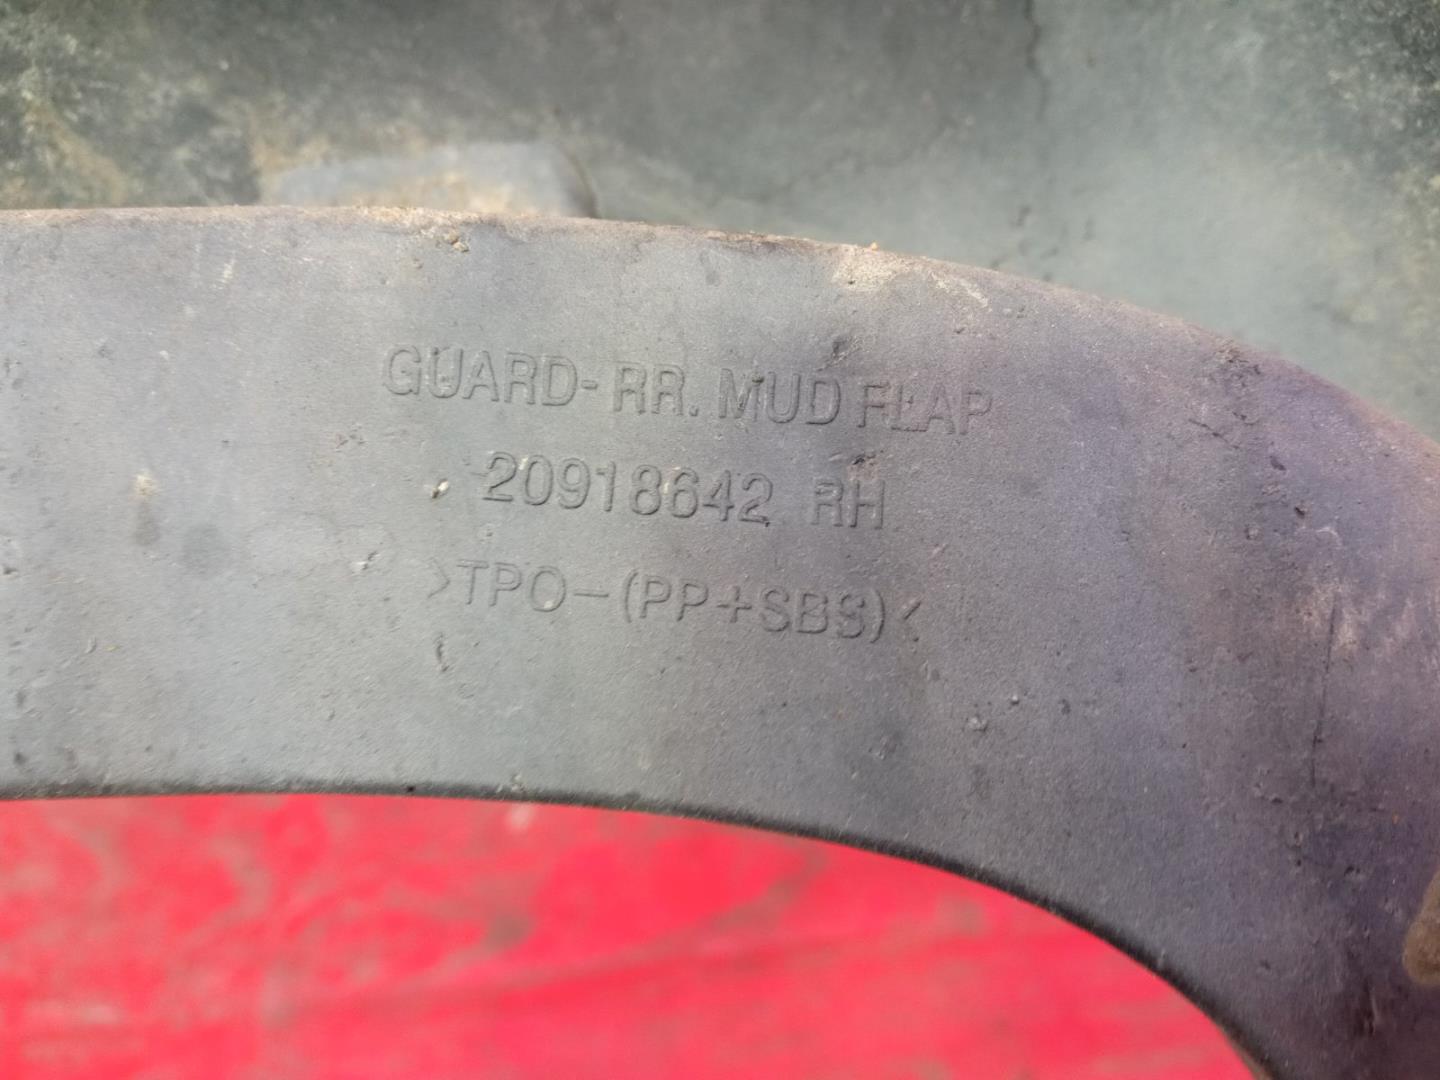 GUARD-RR. MUD FLAP
20918642 RH
>TPO-(PP+SBS)<